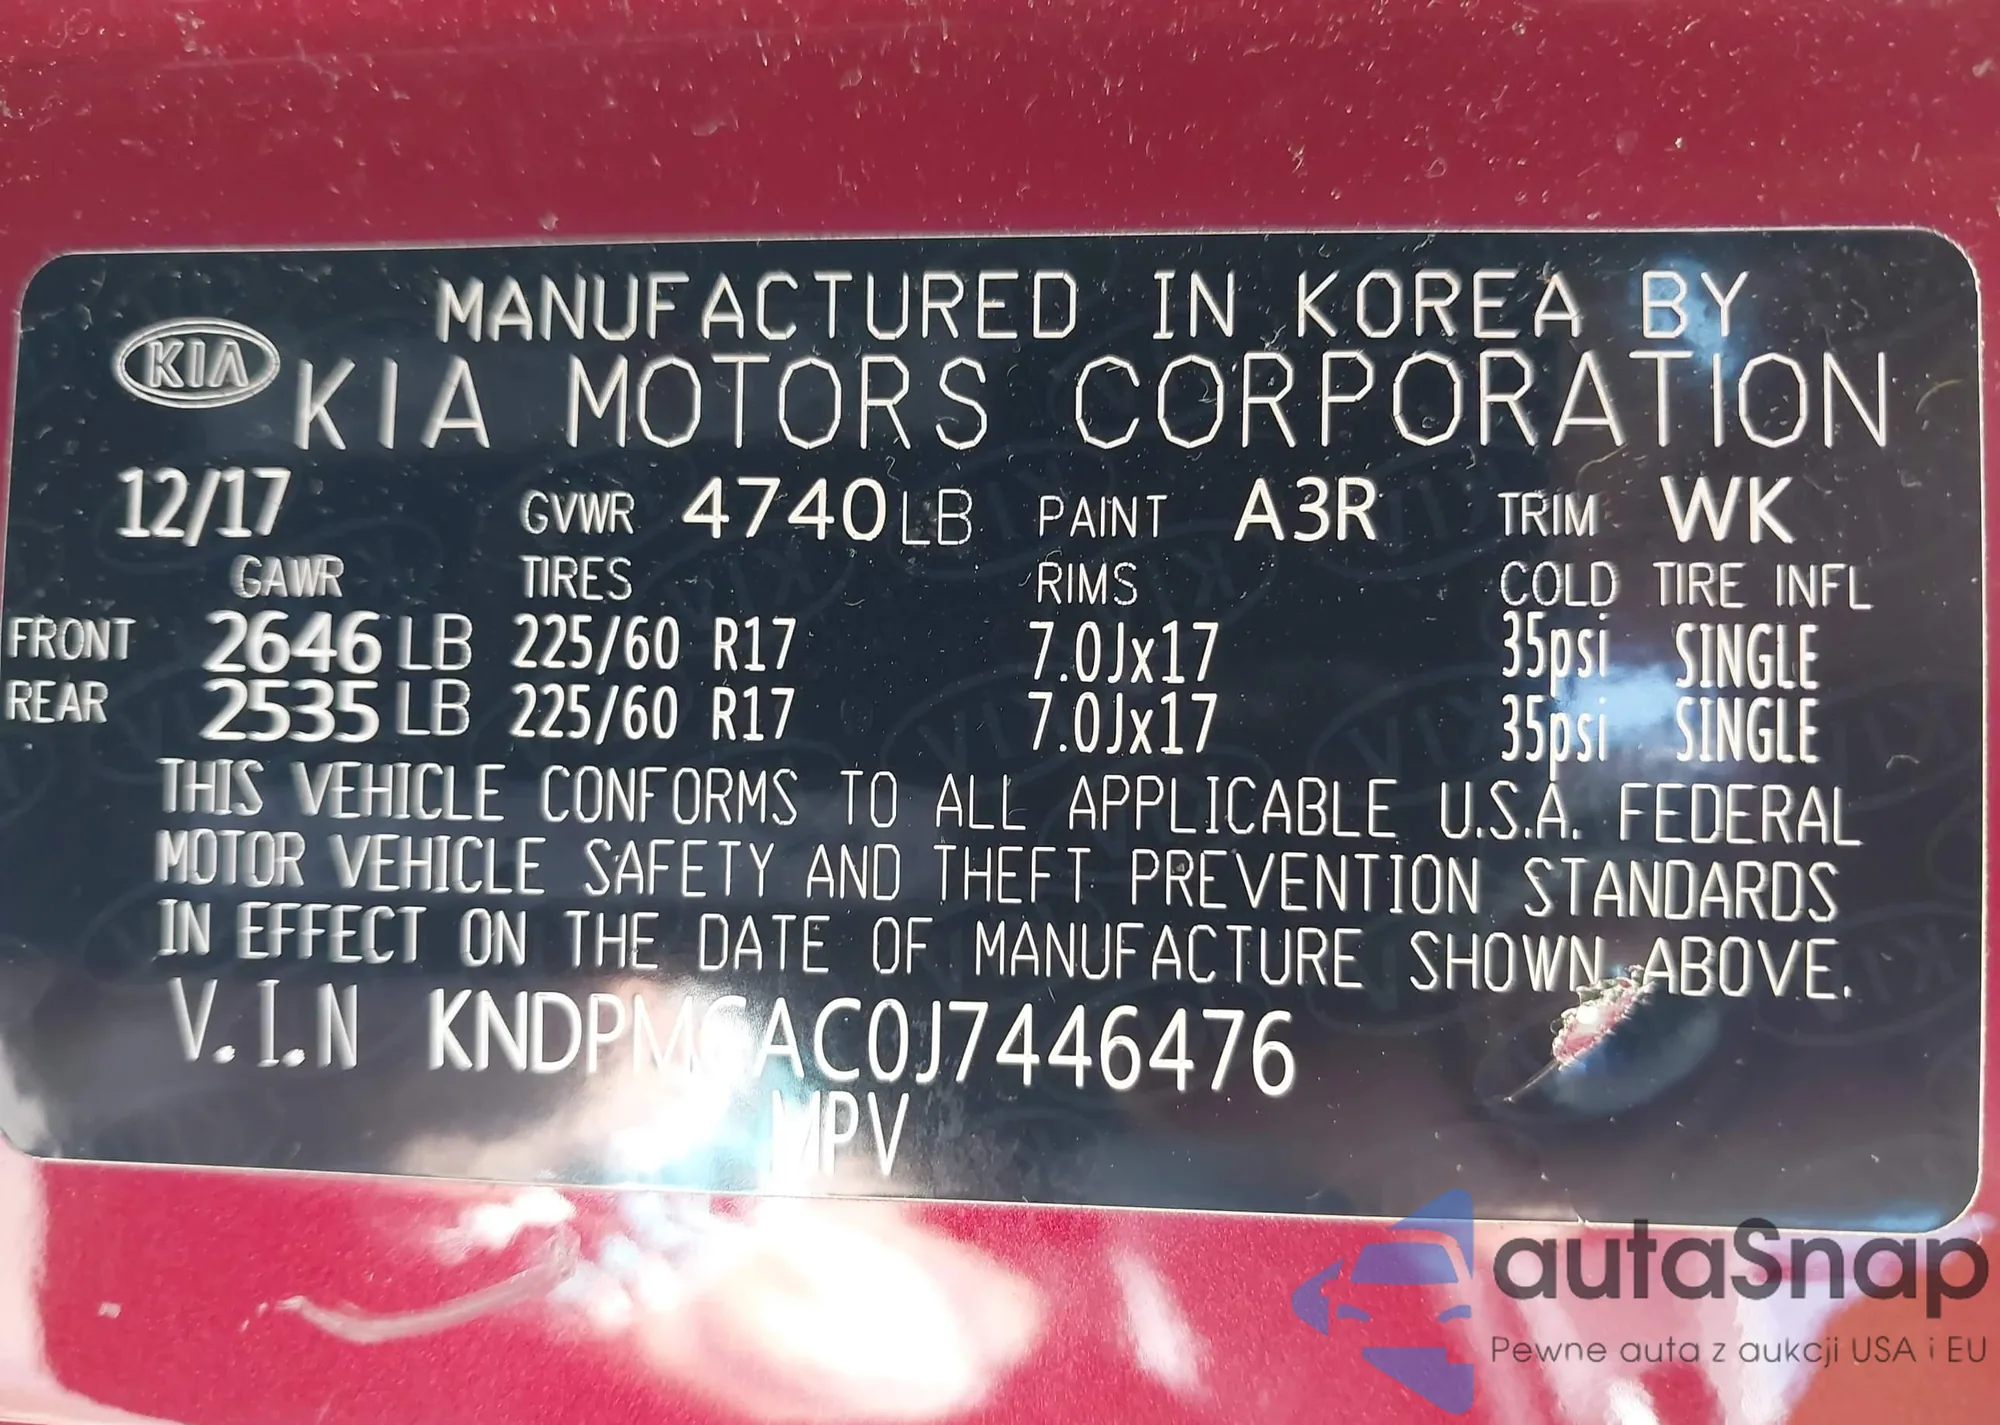 MANUFACTURED IN KOREA BY
KIA KIA MOTORS CORPORATION
12/17 GVWR 4740 LB PAINT A3R TRIM WK
GAWR TIRES RIMS COLD TIRE INFL
FRONT 2646 LB 225/60 R17 7.0Jx17 35psi SINGLE
REAR 2535 LB 225/60 R17 7.0Jx17 35psi SINGLE
THIS VEHICLE CONFORMS TO ALL APPLICABLE U.S.A. FEDERAL
MOTOR VEHICLE SAFETY AND THEFT PREVENTION STANDARDS
IN EFFECT ON THE DATE OF MANUFACTURE SHOWN ABOVE.
V.I.N KNDPMCAC0J7446476
MPV
autaSnap
Pewne auta z aukcji USA i EU